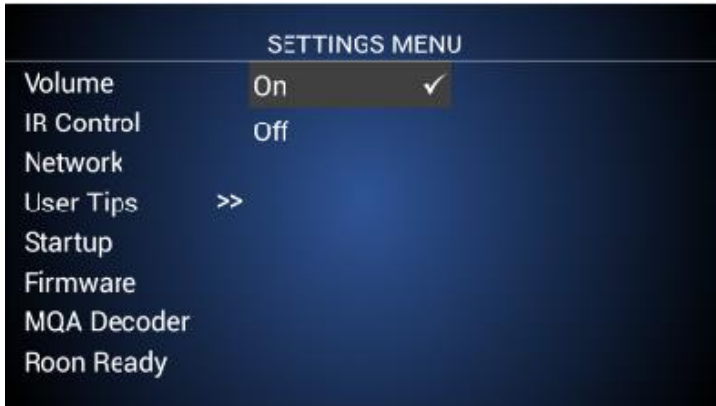 SETTINGS MENU
Volume
On ✓
IR Control
Off
Network
User Tips >>
Startup
Firmware
MQA Decoder
Roon Ready